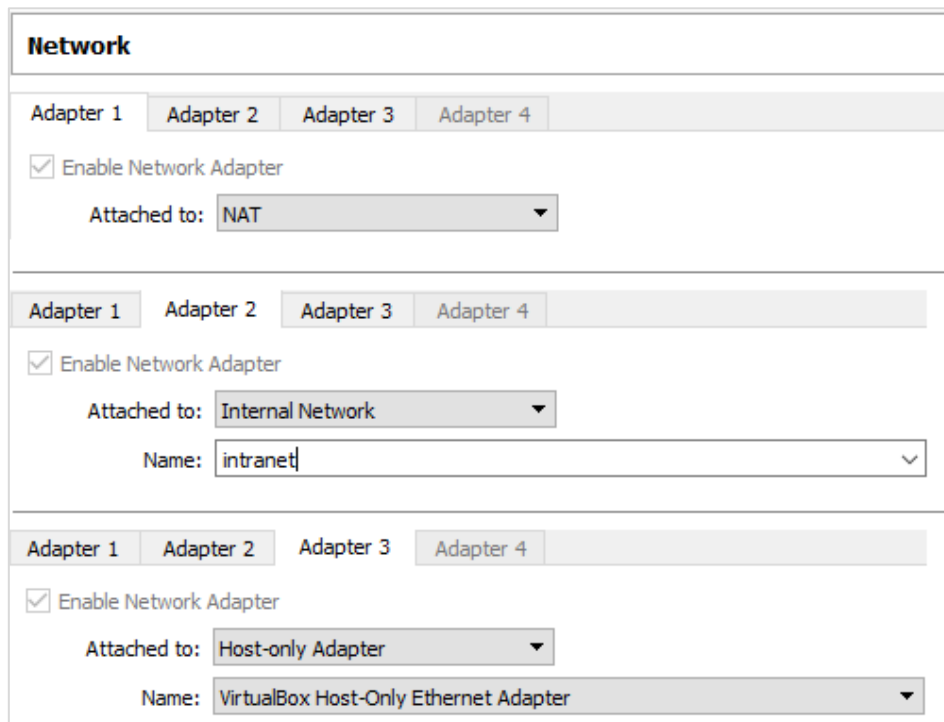 Network
Adapter 1 Adapter 2 Adapter 3 Adapter 4
Enable Network Adapter
Attached to: NAT
Adapter 1 Adapter 2 Adapter 3 Adapter 4
Enable Network Adapter
Attached to: Internal Network
Name: intranet
Adapter 1 Adapter 2 Adapter 3 Adapter 4
Enable Network Adapter
Attached to: Host-only Adapter
Name: VirtualBox Host-Only Ethernet Adapter